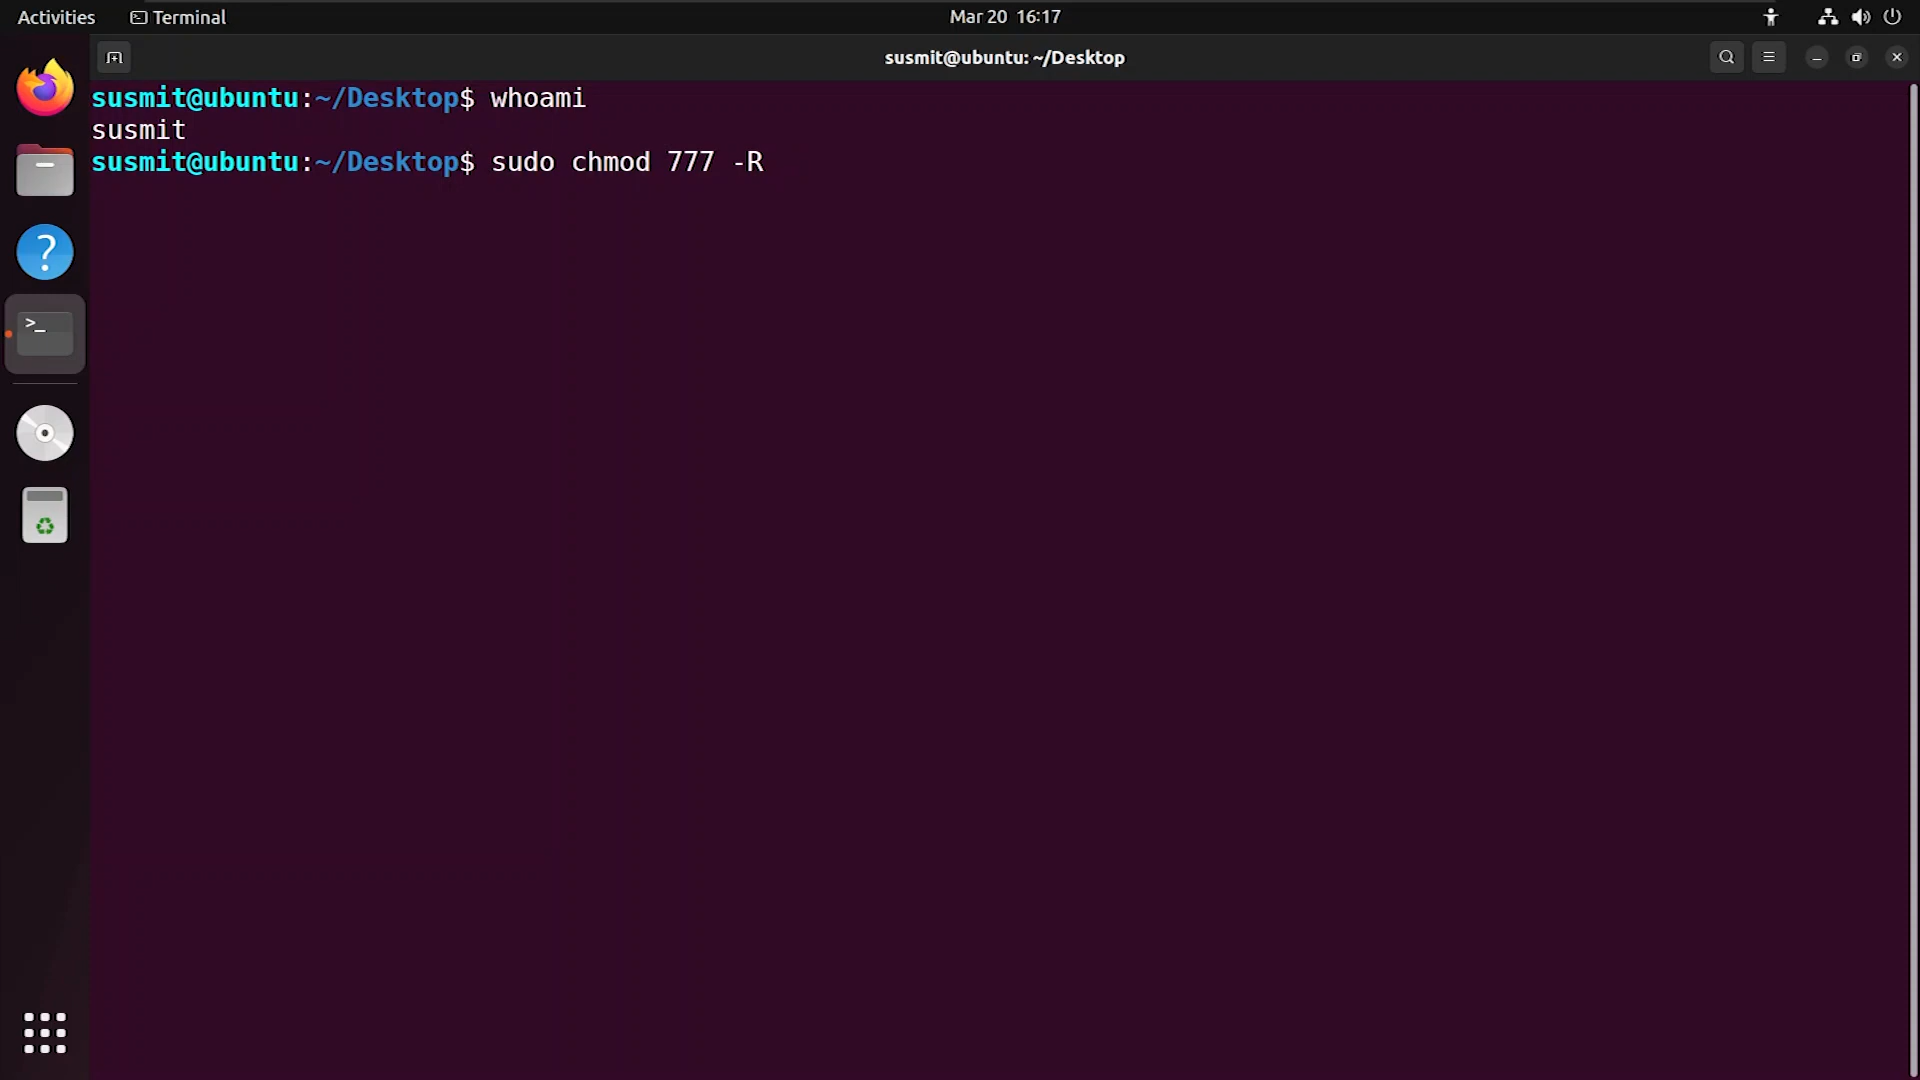 Activities Terminal Mar 20 16:17
susmit@ubuntu: ~/Desktop
susmit@ubuntu:~/Desktop$ whoami
susmit
susmit@ubuntu:~/Desktop$ sudo chmod 777 -R
?
>_